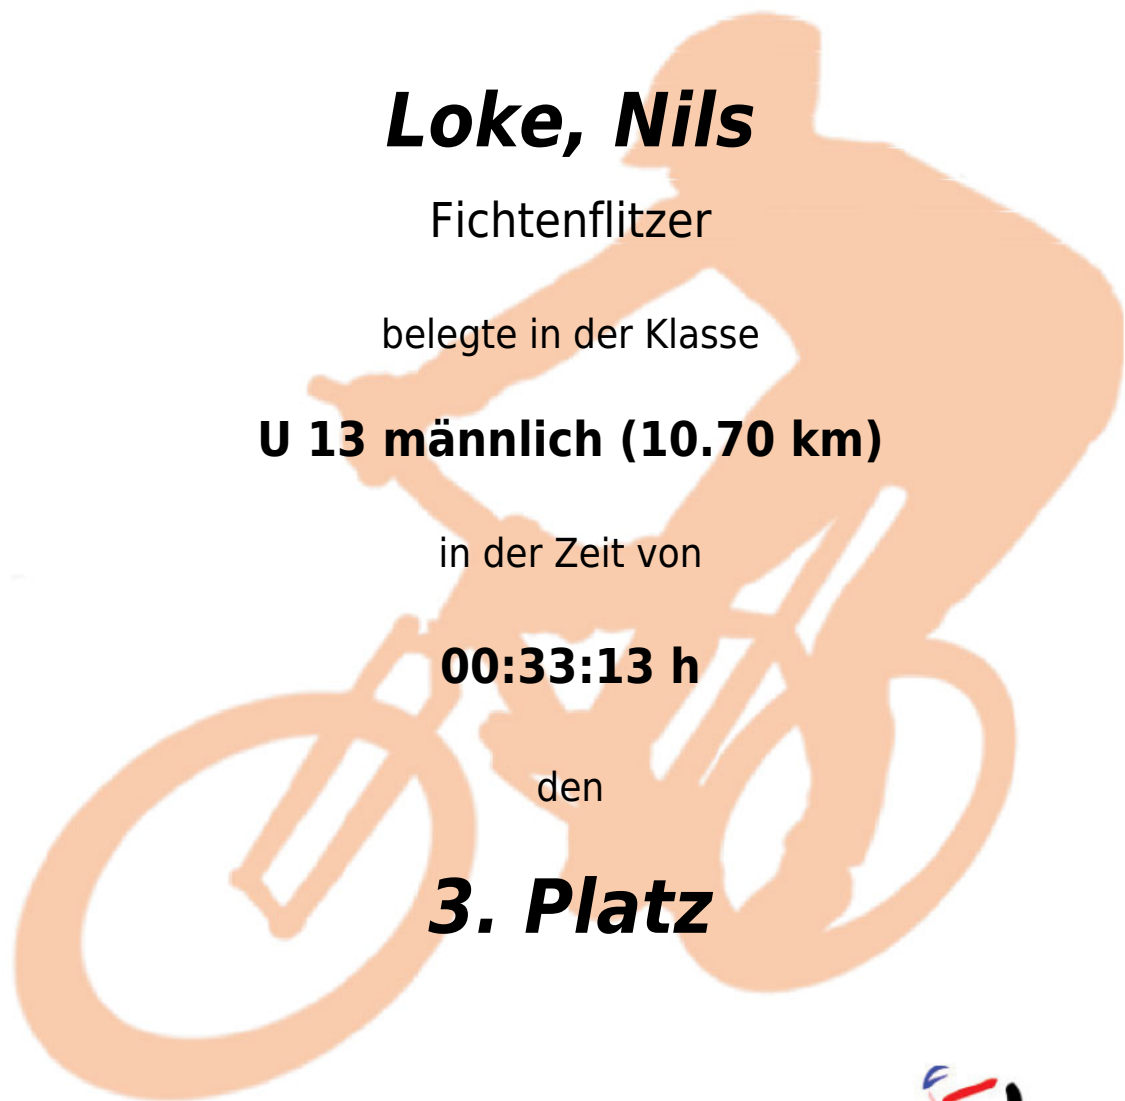 Loke, Nils
Fichtenflitzer
belegte in der Klasse
U 13 männlich (10.70 km)
in der Zeit von
00:33:13 h
den
3. Platz